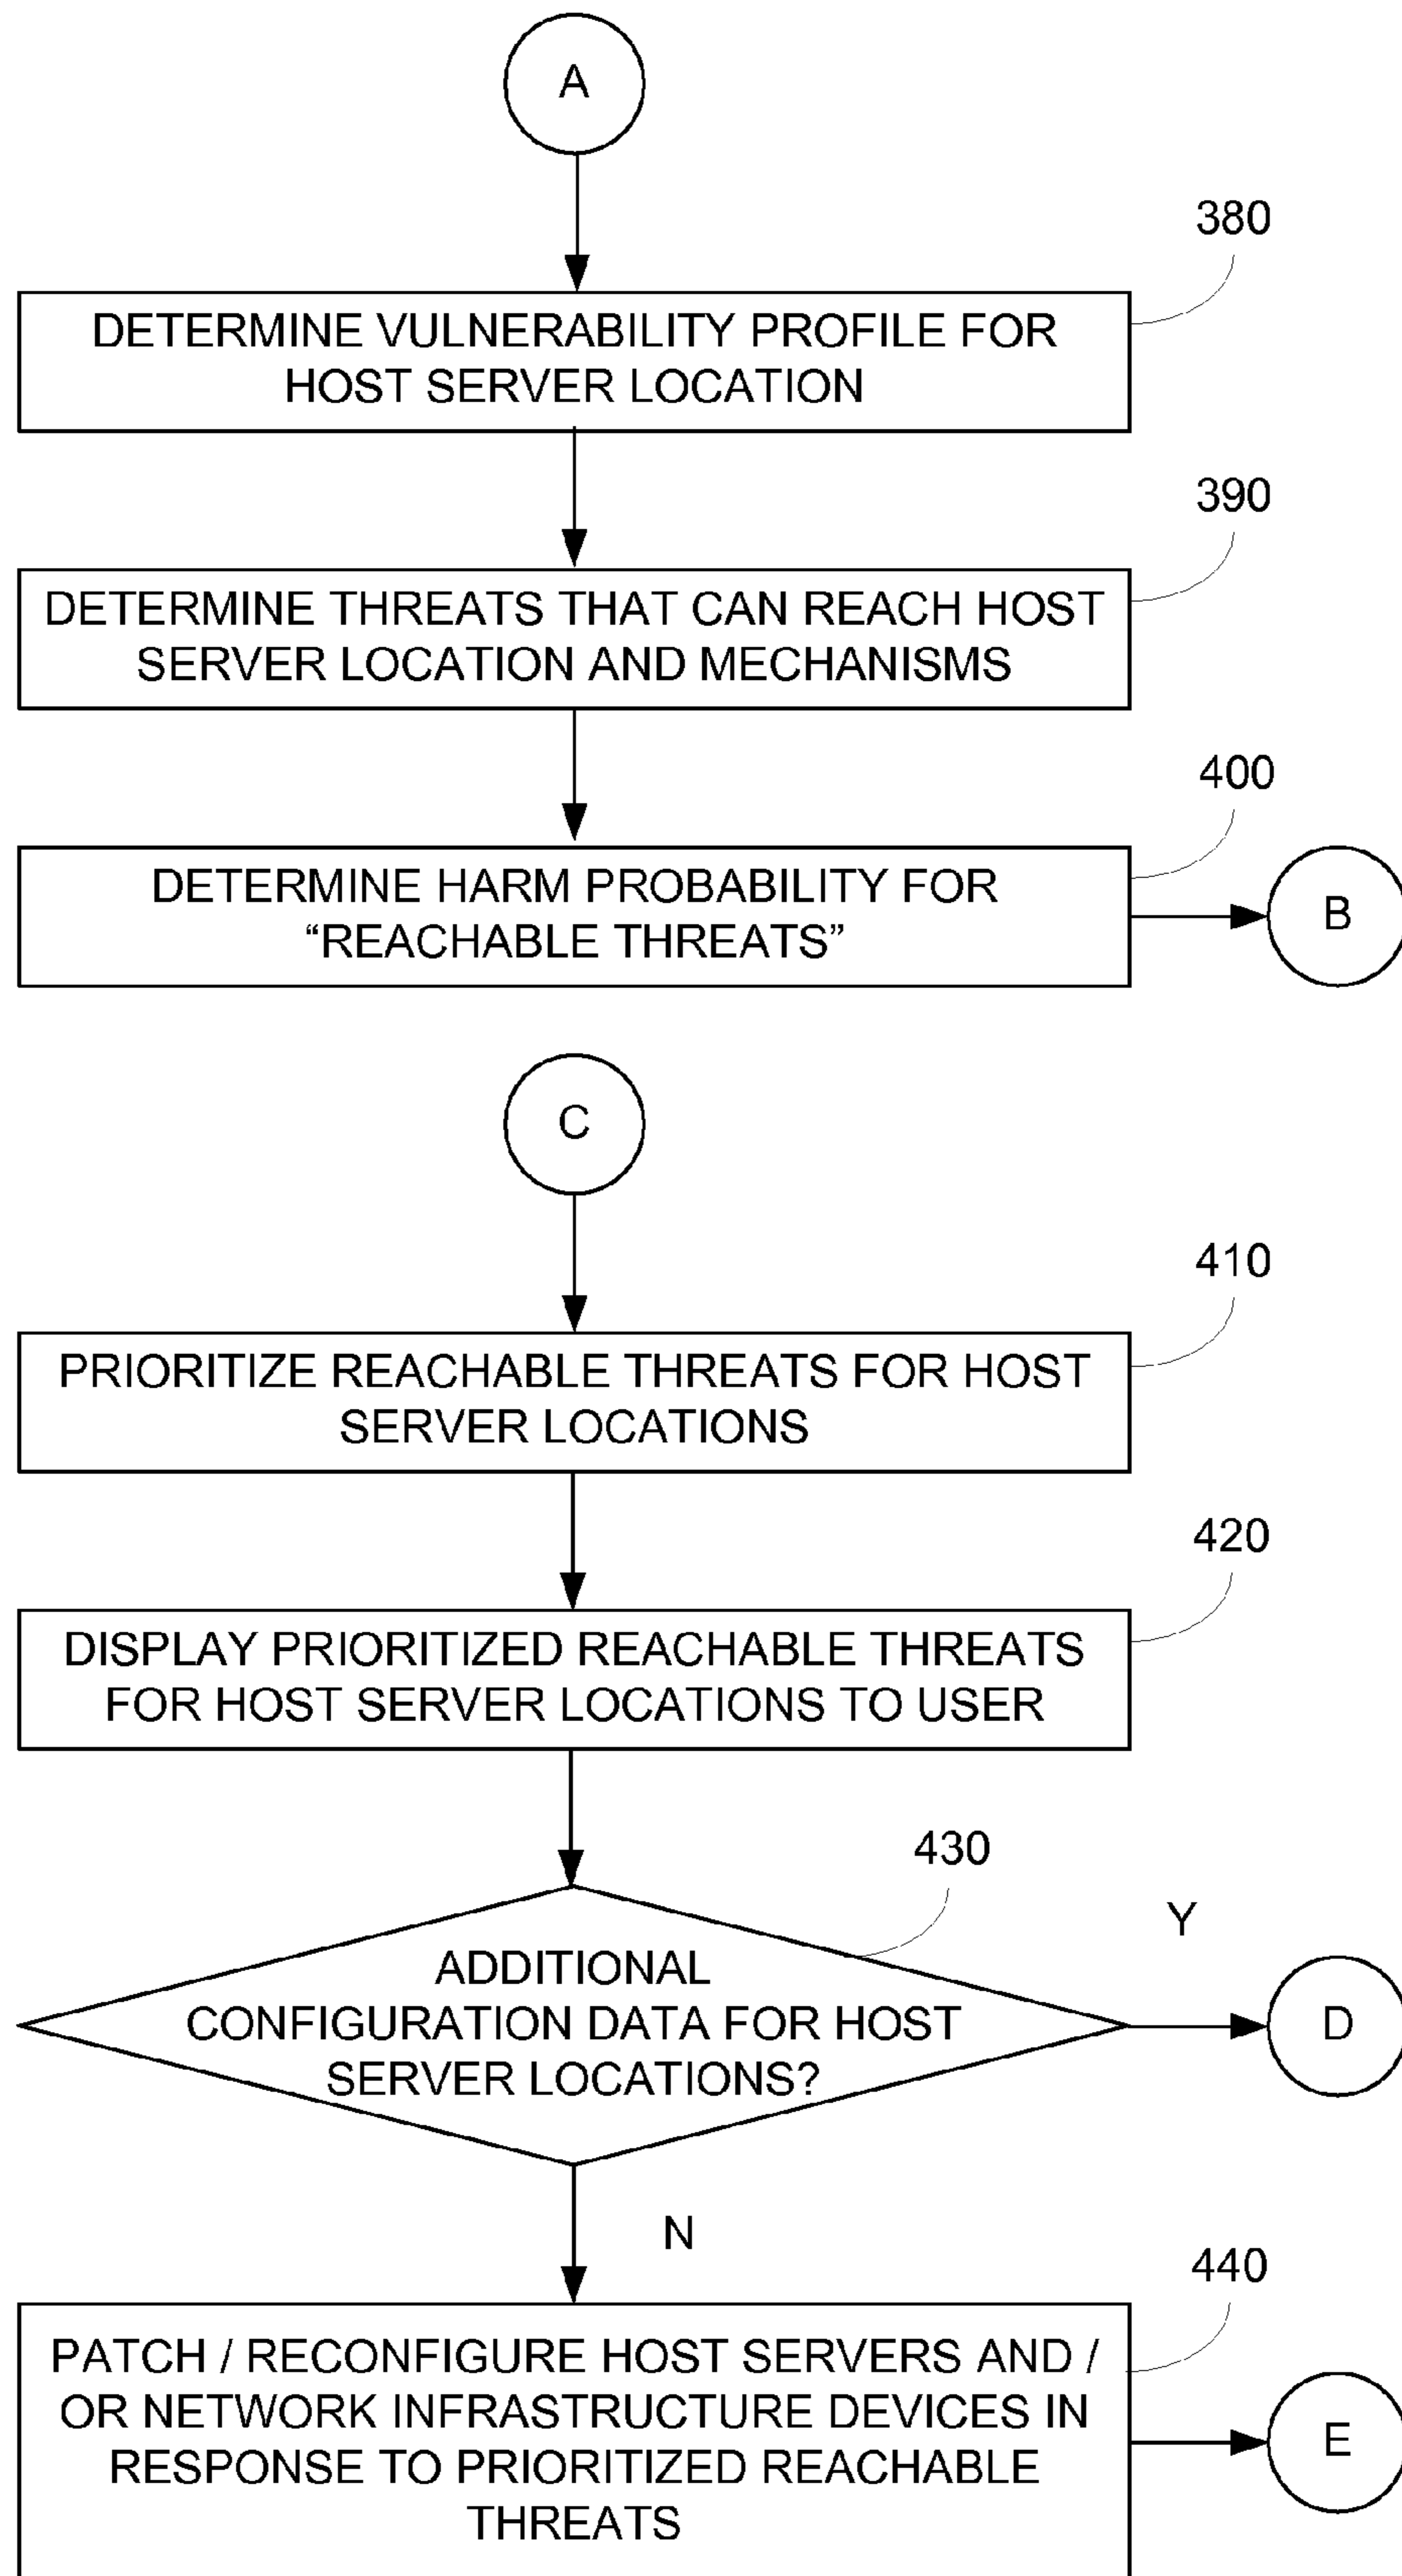 A
380
DETERMINE VULNERABILITY PROFILE FOR
HOST SERVER LOCATION
390
DETERMINE THREATS THAT CAN REACH HOST
SERVER LOCATION AND MECHANISMS
400
DETERMINE HARM PROBABILITY FOR
“REACHABLE THREATS”
B
C
410
PRIORITIZE REACHABLE THREATS FOR HOST
SERVER LOCATIONS
420
DISPLAY PRIORITIZED REACHABLE THREATS
FOR HOST SERVER LOCATIONS TO USER
430
ADDITIONAL
CONFIGURATION DATA FOR HOST
SERVER LOCATIONS?
Y
D
N
440
PATCH / RECONFIGURE HOST SERVERS AND /
OR NETWORK INFRASTRUCTURE DEVICES IN
RESPONSE TO PRIORITIZED REACHABLE
THREATS
E